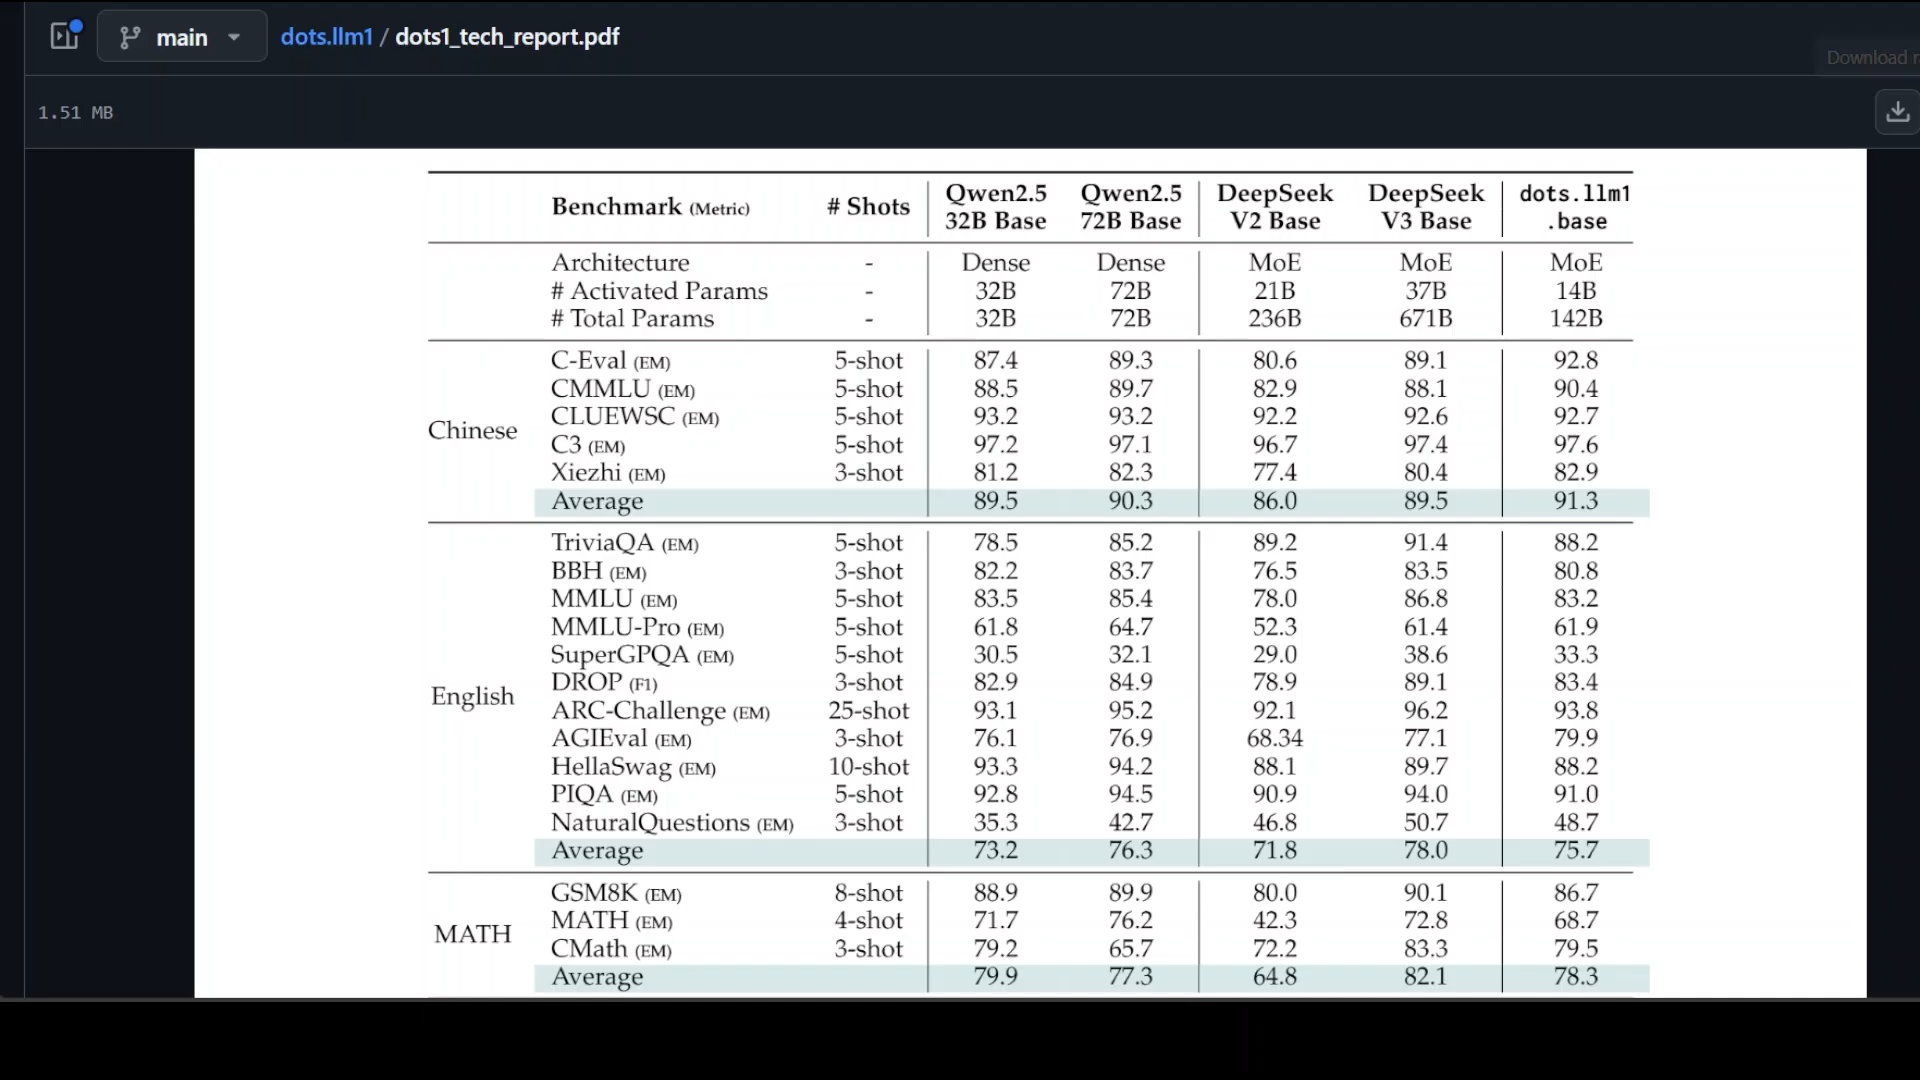 main
dots.llm1 / dots1_tech_report.pdf
Download r
1.51 MB
Benchmark (Metric) # Shots Qwen2.5 32B Base Qwen2.5 72B Base DeepSeek V2 Base DeepSeek V3 Base dots.llm1 .base
Architecture - Dense Dense MoE MoE MoE
# Activated Params - 32B 72B 21B 37B 14B
# Total Params - 32B 72B 236B 671B 142B
Chinese
C-Eval (EM) 5-shot 87.4 89.3 80.6 89.1 92.8
CMMLU (EM) 5-shot 88.5 89.7 82.9 88.1 90.4
CLUEWSC (EM) 5-shot 93.2 93.2 92.2 92.6 92.7
C3 (EM) 5-shot 97.2 97.1 96.7 97.4 97.6
Xiezhi (EM) 3-shot 81.2 82.3 77.4 80.4 82.9
Average 89.5 90.3 86.0 89.5 91.3
English
TriviaQA (EM) 5-shot 78.5 85.2 89.2 91.4 88.2
BBH (EM) 3-shot 82.2 83.7 76.5 83.5 80.8
MMLU (EM) 5-shot 83.5 85.4 78.0 86.8 83.2
MMLU-Pro (EM) 5-shot 61.8 64.7 52.3 61.4 61.9
SuperGPQA (EM) 5-shot 30.5 32.1 29.0 38.6 33.3
DROP (F1) 3-shot 82.9 84.9 78.9 89.1 83.4
ARC-Challenge (EM) 25-shot 93.1 95.2 92.1 96.2 93.8
AGIEval (EM) 3-shot 76.1 76.9 68.34 77.1 79.9
HellaSwag (EM) 10-shot 93.3 94.2 88.1 89.7 88.2
PIQA (EM) 5-shot 92.8 94.5 90.9 94.0 91.0
NaturalQuestions (EM) 3-shot 35.3 42.7 46.8 50.7 48.7
Average 73.2 76.3 71.8 78.0 75.7
MATH
GSM8K (EM) 8-shot 88.9 89.9 80.0 90.1 86.7
MATH (EM) 4-shot 71.7 76.2 42.3 72.8 68.7
CMath (EM) 3-shot 79.2 65.7 72.2 83.3 79.5
Average 79.9 77.3 64.8 82.1 78.3